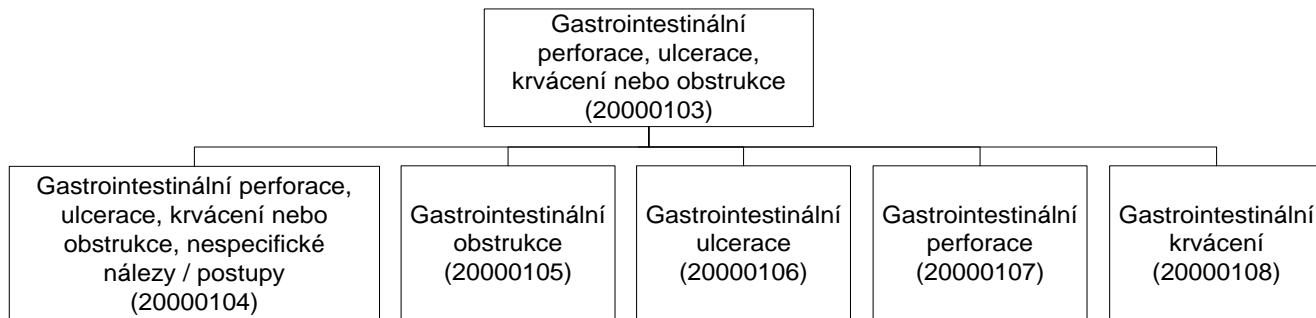 Gastrointestinální
perforace, ulcerace,
krvácení nebo obstrukce
(20000103)
Gastrointestinální perforace,
ulcerace, krvácení nebo
obstrukce, nespecifické
nálezy / postupy
(20000104)
Gastrointestinální
obstrukce
(20000105)
Gastrointestinální
ulcerace
(20000106)
Gastrointestinální
perforace
(20000107)
Gastrointestinální
krvácení
(20000108)